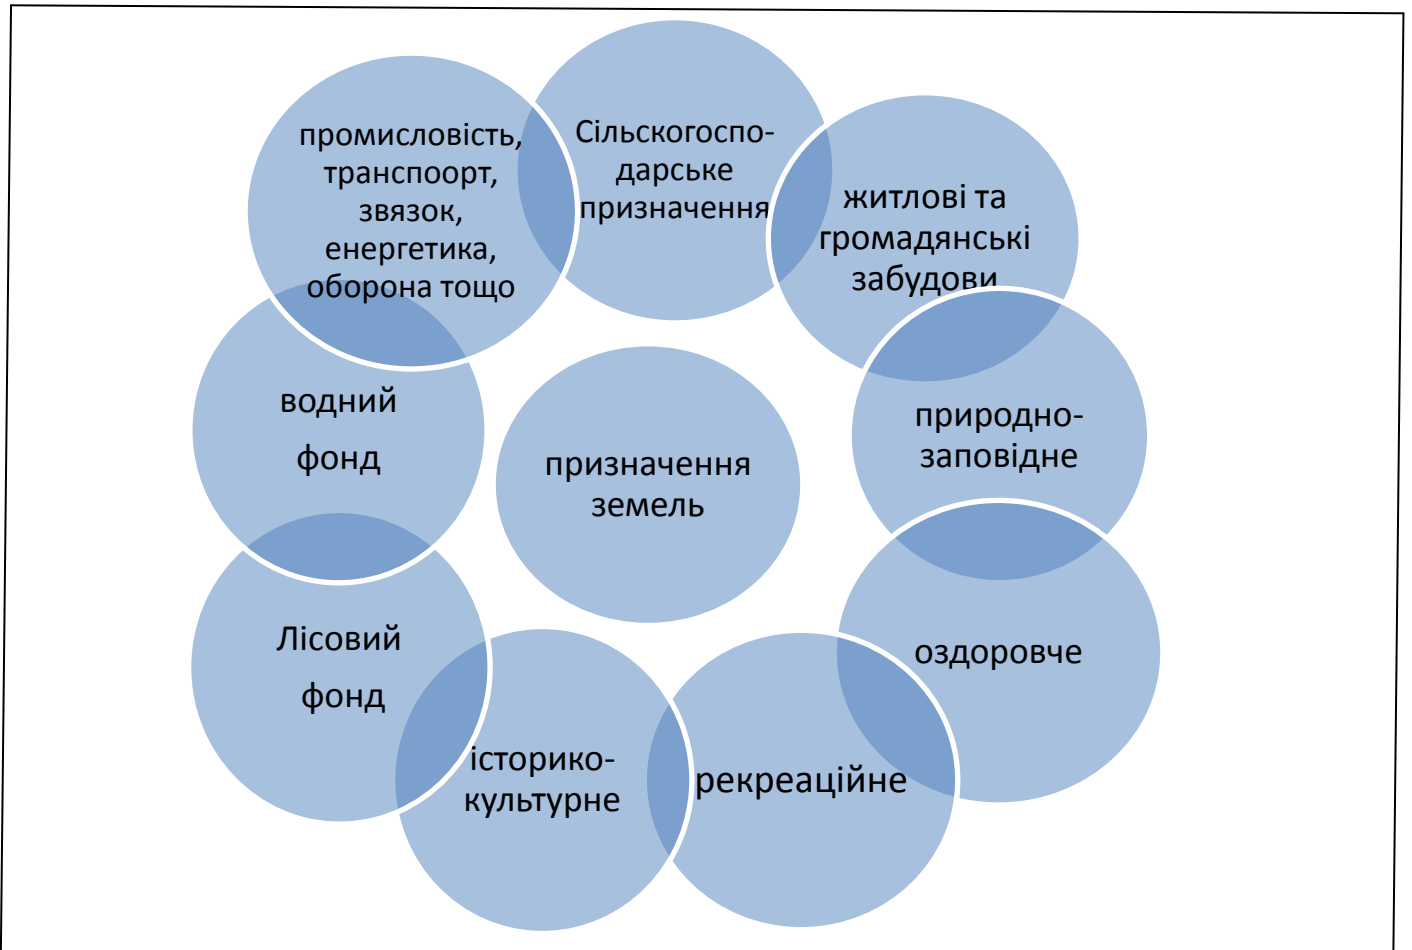 Сільскогоспо-
дарське
призначення
житлові та
громадянські
забудови
природно-
заповідне
оздоровче
рекреаційне
історико-
культурне
Лісовий
фонд
водний
фонд
промисловість,
транспоорт,
звязок,
енергетика,
оборона тощо
призначення
земель